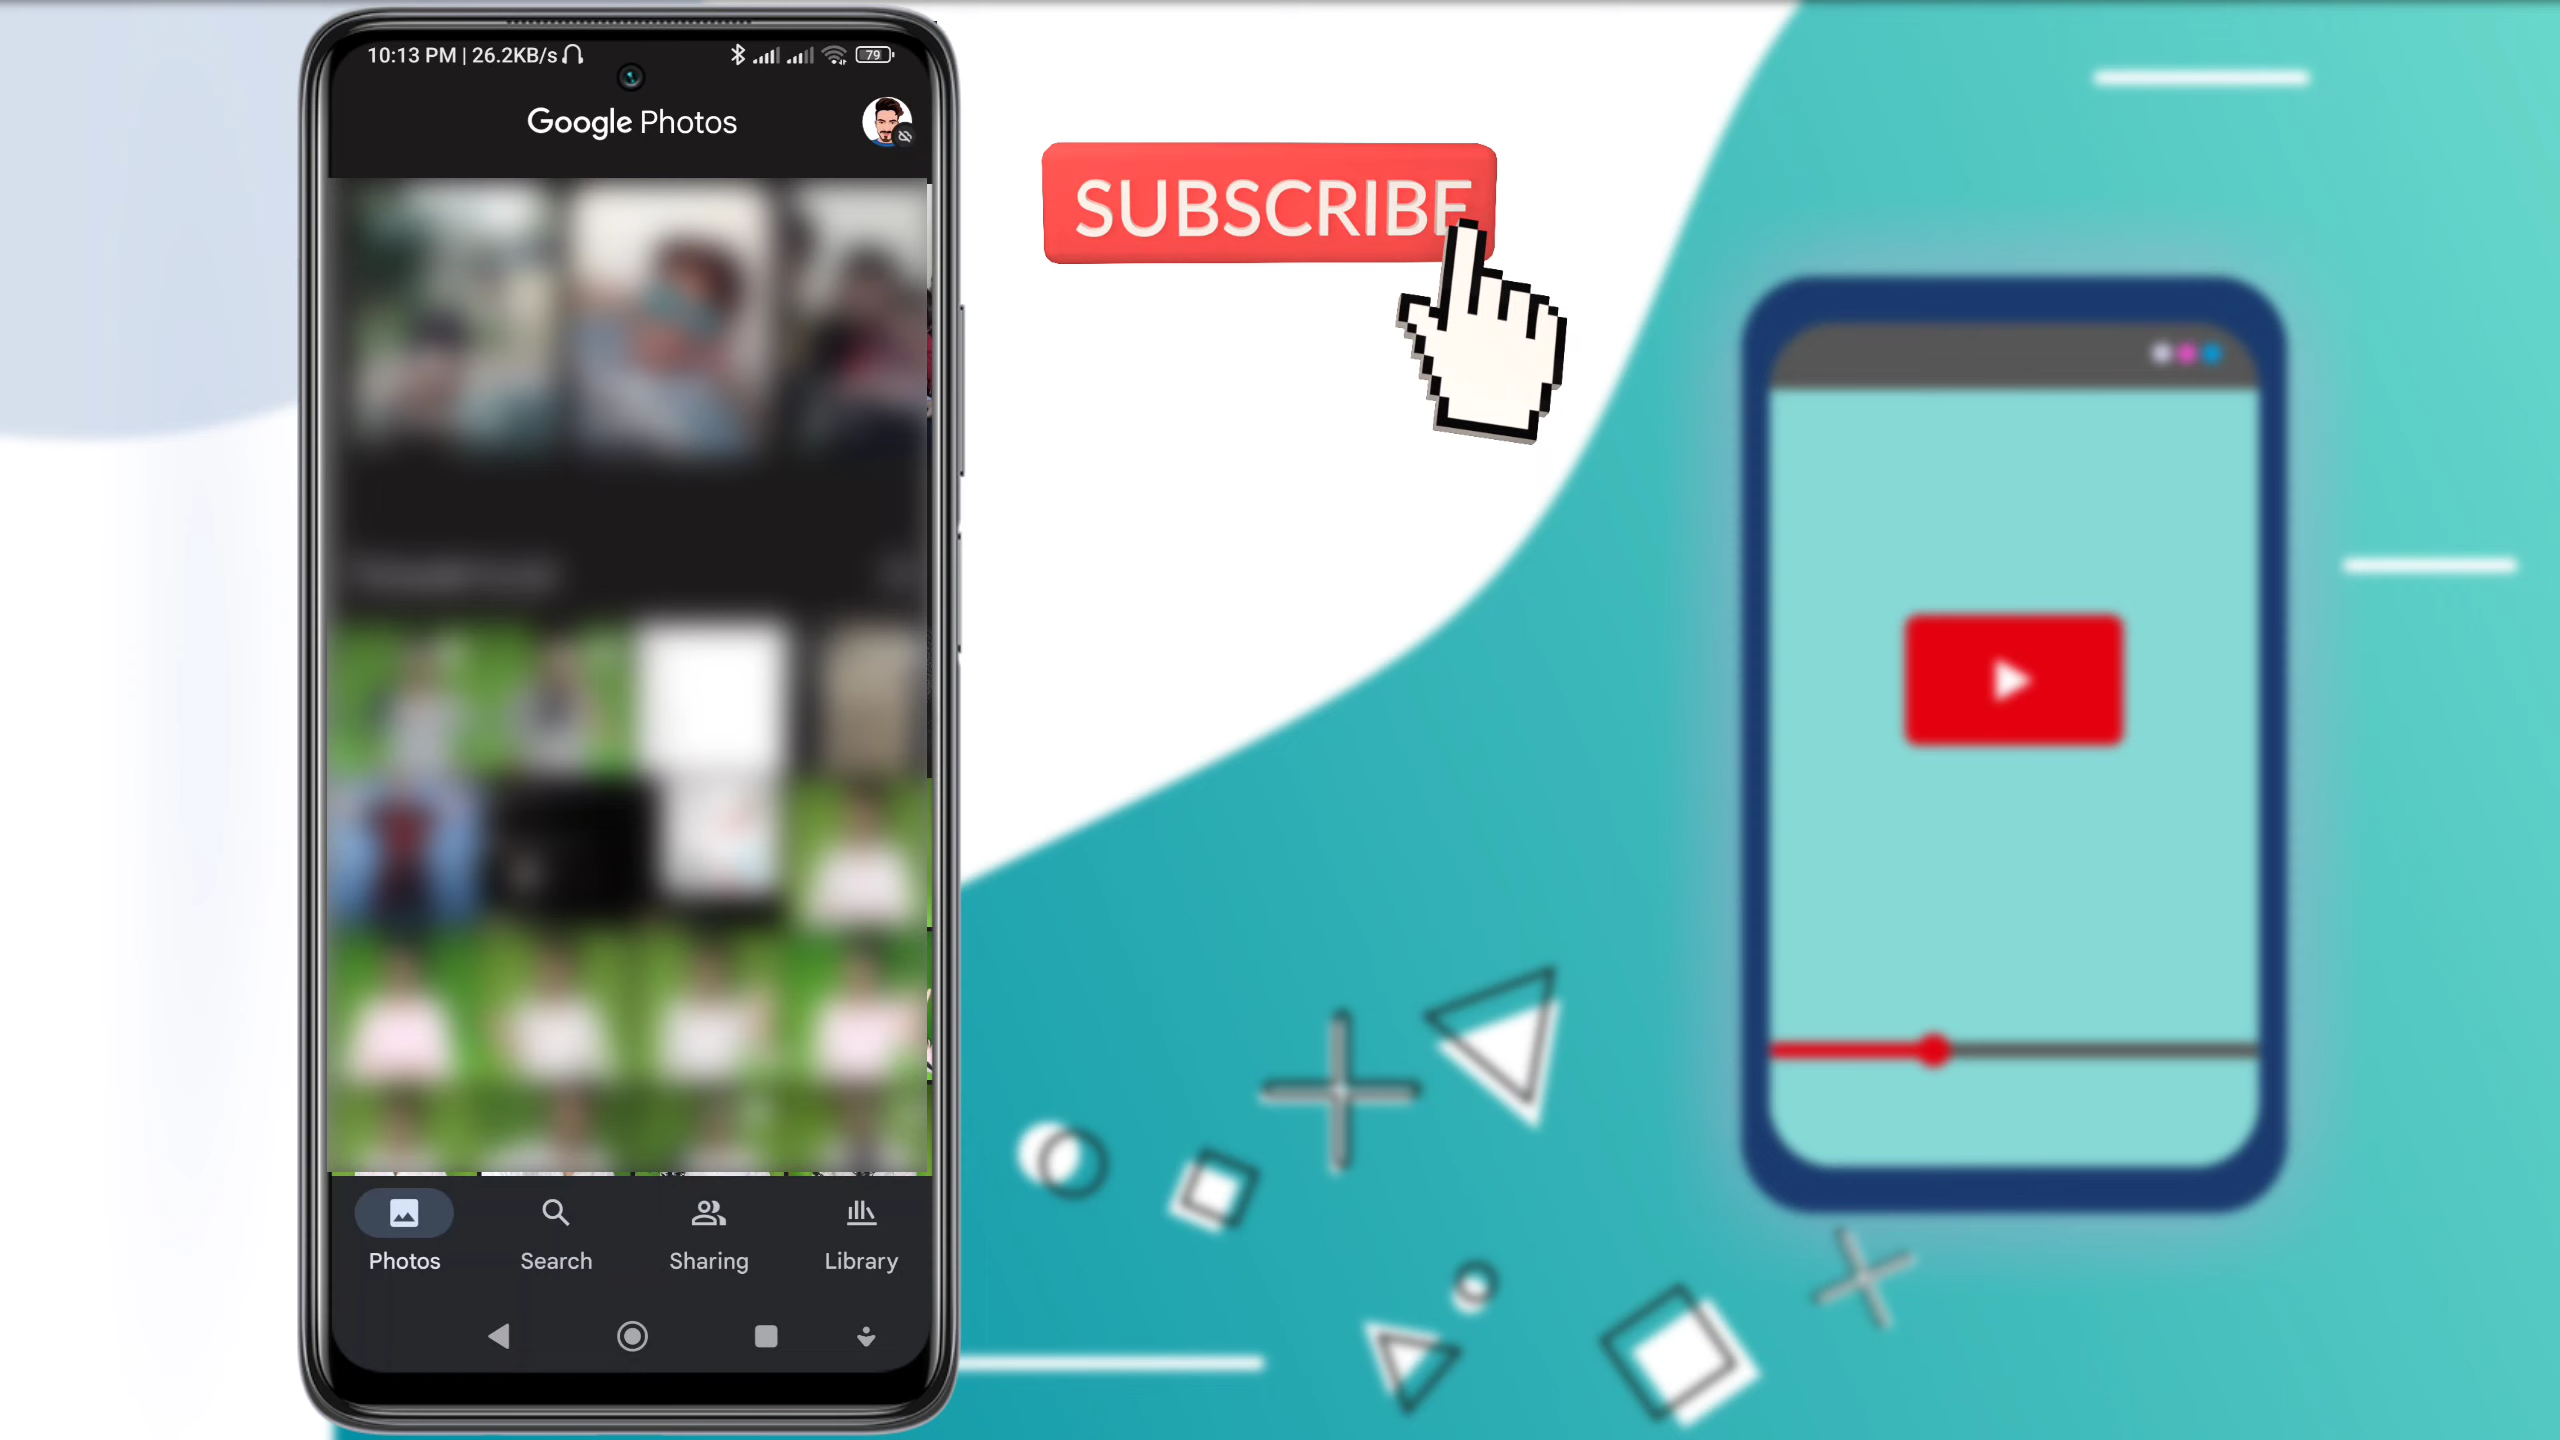 10:13 PM | 26.2KB/s
79
Google Photos
SUBSCRIBE
Photos
Search
Sharing
Library